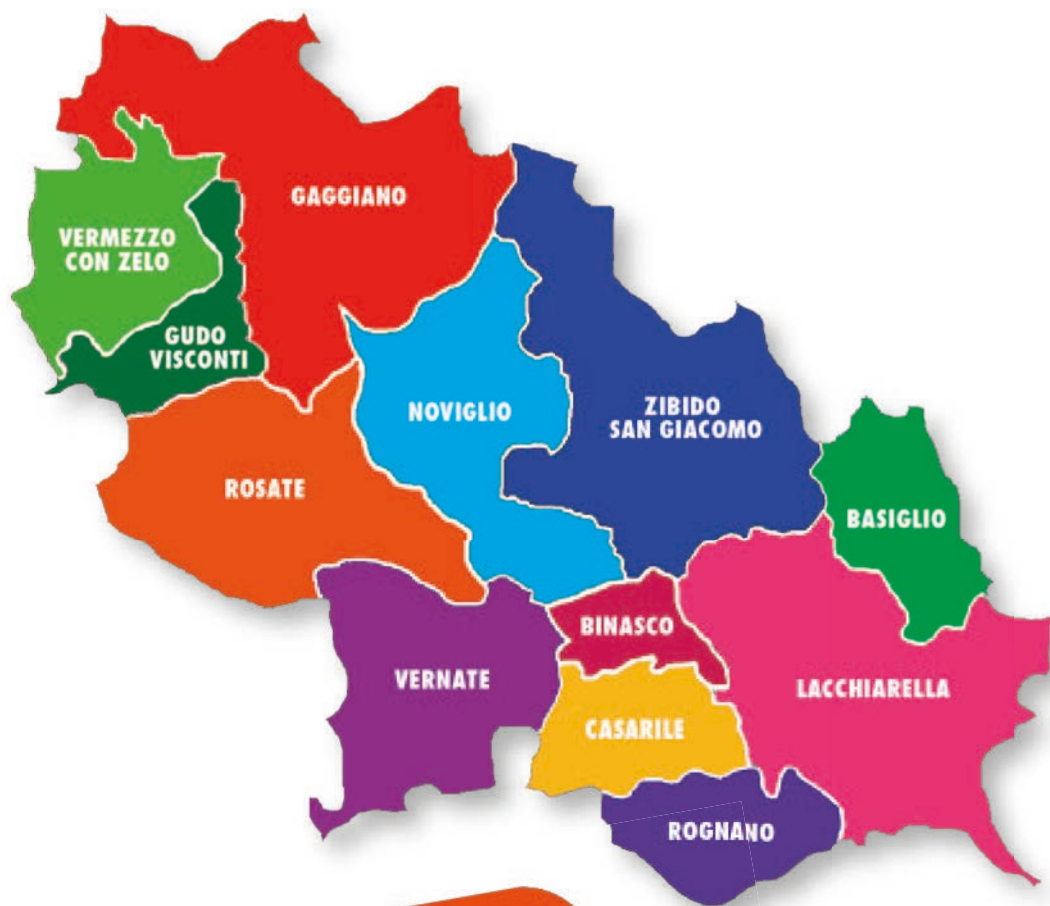 GAGGIANO
VERMEZZO
CON ZELO
GUDO
VISCONTI
NOVIGLIO
ZIBIDO
SAN GIACOMO
ROSATE
BASIGLIO
BINASCO
VERNATE
LACCHIARELLA
CASARILE
ROGNANO